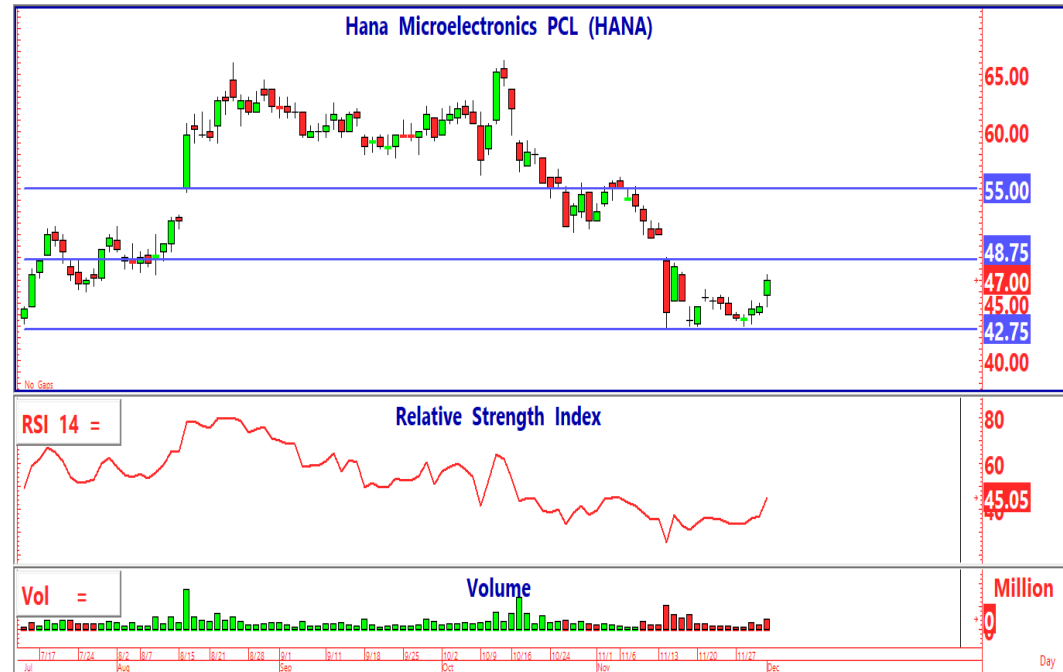 Hana Microelectronics PCL (HANA)
65.00
60.00
55.00
48.75
47.00
45.00
42.75
40.00
No Gaps
RSI 14 =
Relative Strength Index
80
60
45.05
40
Vol =
Volume
Million
0
7/17 7/24 8/2 8/7 8/15 8/21 8/28 9/1 9/11 9/18 9/25 10/2 10/9 10/16 10/24 11/1 11/6 11/13 11/20 11/27
Jul Aug Sep Oct Nov Dec
Day